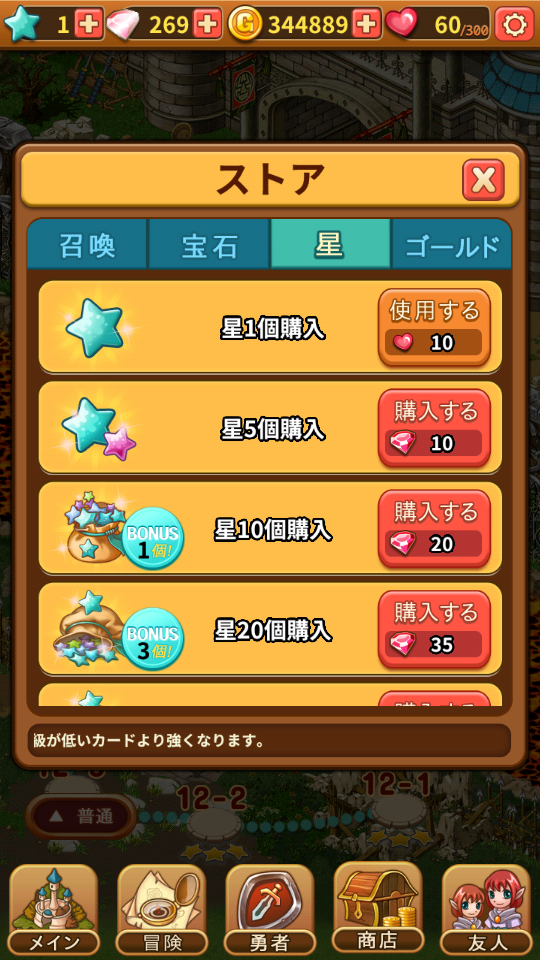 1
269
G
344889
60/300
ストア
召喚
宝石
星
ゴールド
星1個購入
使用する
10
星5個購入
購入する
10
BONUS
1個!
星10個購入
購入する
20
BONUS
3個!
星20個購入
購入する
35
購入する
級が低いカードより強くなります。
12-2
12-1
▲ 普通
メイン
冒険
勇者
商店
友人